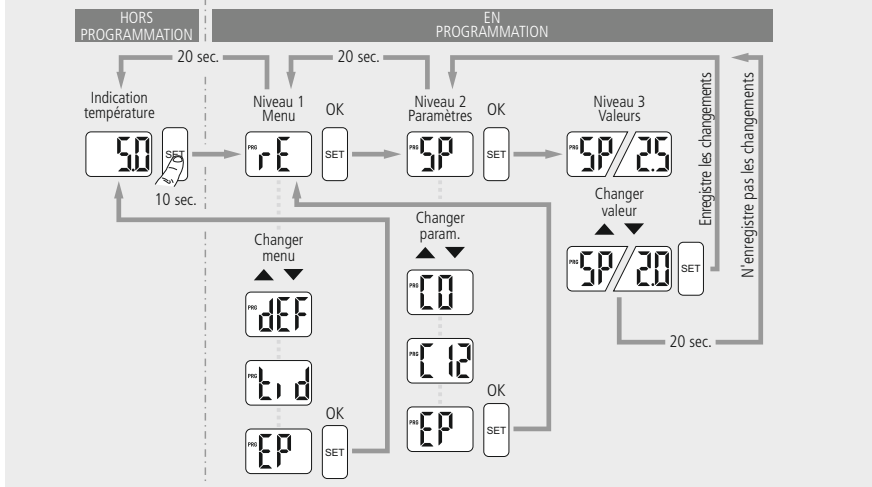 HORS
PROGRAMMATION
EN
PROGRAMMATION
20 sec.
20 sec.
Indication
température
Niveau 1
Menu
OK
Niveau 2
Paramètres
OK
Niveau 3
Valeurs
5.0
SET
PRG rE
SET
PRG SP
SET
PRG SP / 2.5
10 sec.
Changer
menu
Changer
param.
Changer
valeur
PRG SP / 2.0
SET
Enregistre les changements
N'enregistre pas les changements
20 sec.
PRG dEF
PRG C0
PRG tid
PRG C12
OK
PRG EP
SET
OK
PRG EP
SET